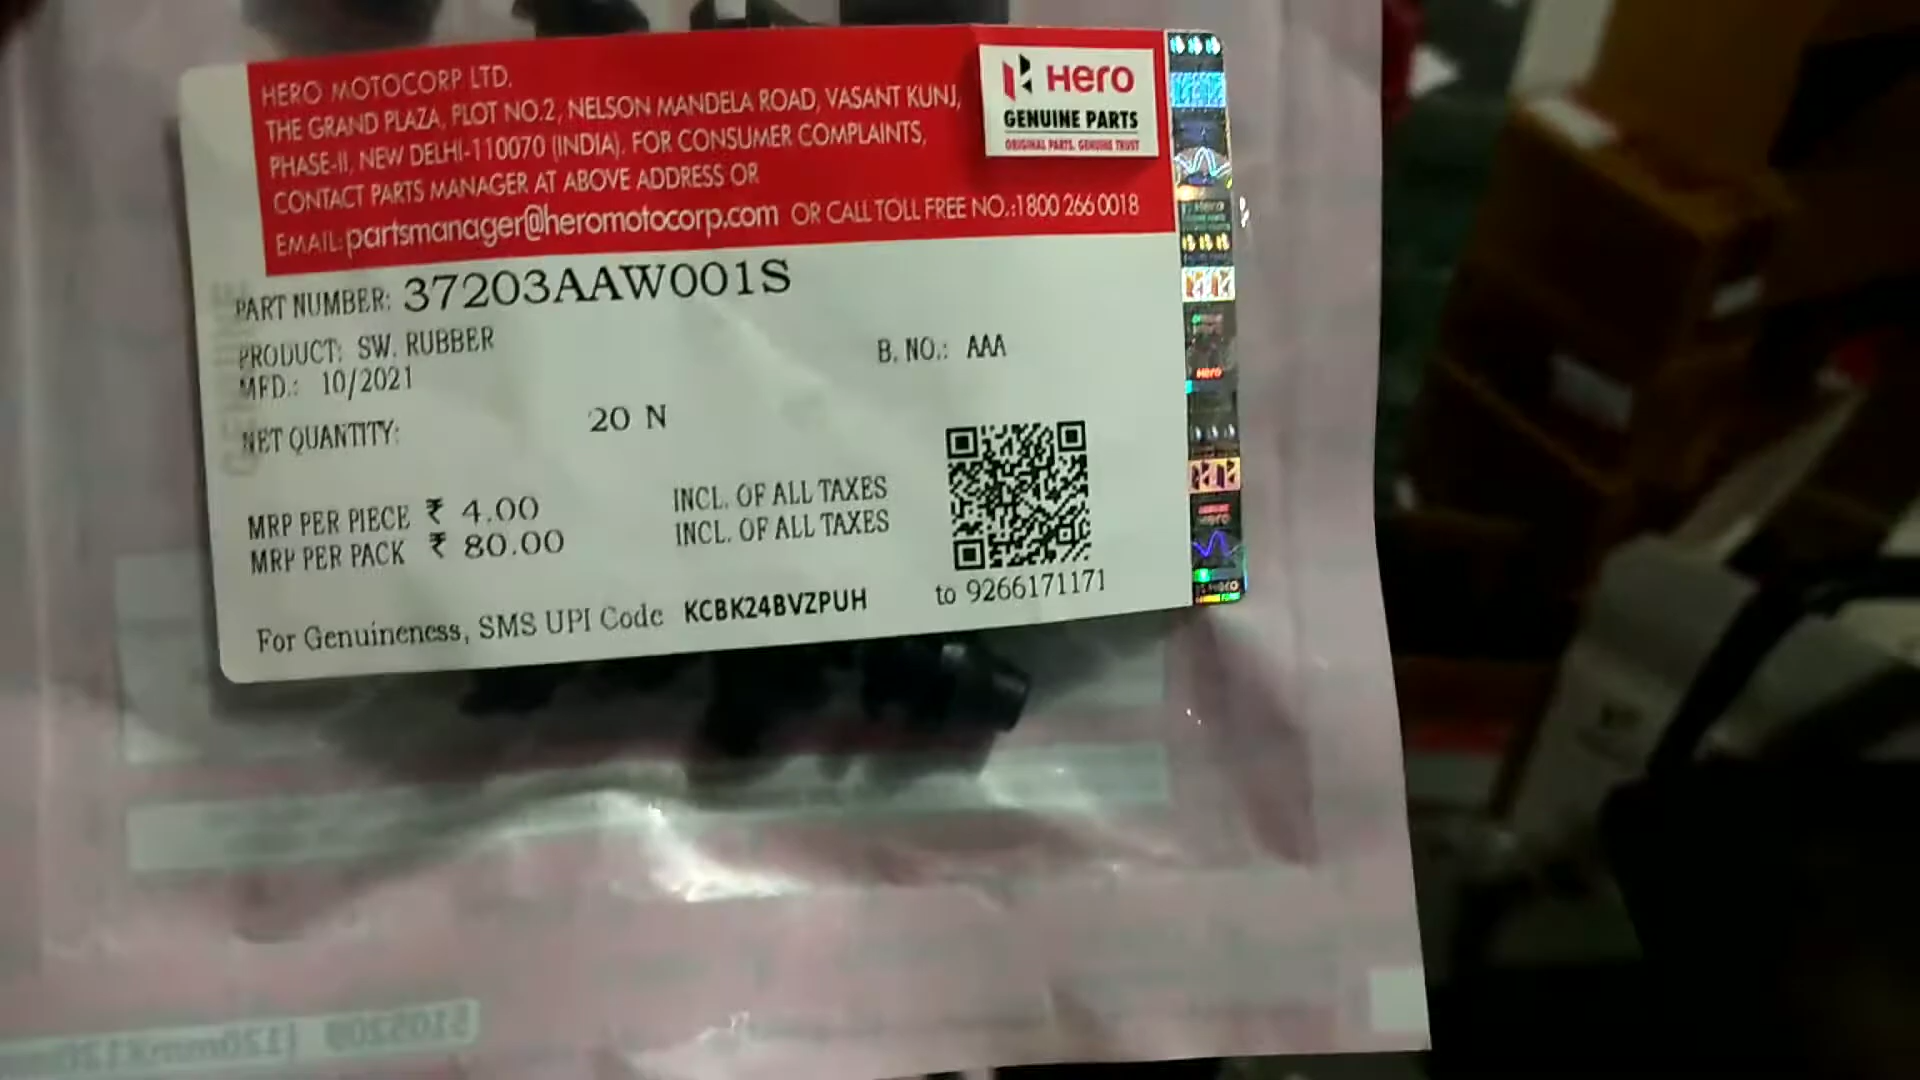 HERO MOTOCORP LTD.
THE GRAND PLAZA, PLOT NO.2, NELSON MANDELA ROAD, VASANT KUNJ,
PHASE-II, NEW DELHI-110070 (INDIA). FOR CONSUMER COMPLAINTS,
CONTACT PARTS MANAGER AT ABOVE ADDRESS OR
EMAIL:partsmanager@heromotocorp.com OR CALL TOLL FREE NO.:1800 266 0018
Hero
GENUINE PARTS
ORIGINAL PARTS. GENUINE TRUST
PART NUMBER: 37203AAW001S
PRODUCT: SW. RUBBER
B. NO.: AAA
MFD.: 10/2021
NET QUANTITY: 20 N
MRP PER PIECE ₹ 4.00 INCL. OF ALL TAXES
MRP PER PACK ₹ 80.00 INCL. OF ALL TAXES
For Genuineness, SMS UPI Code KCBK24BVZPUH to 9266171171
Hero
Hero
Hero
Hero